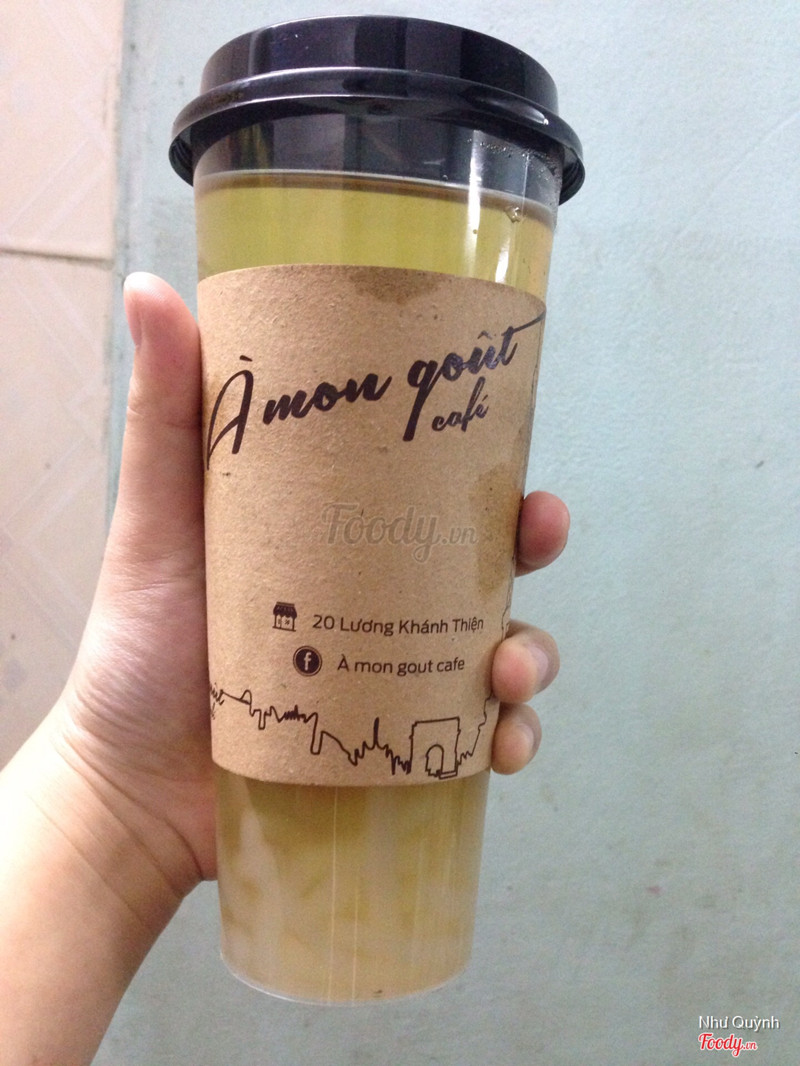 À mon goût
café
Foody.vn
20 Lương Khánh Thiện
f À mon gout cafe
Như Quỳnh
Foody.vn